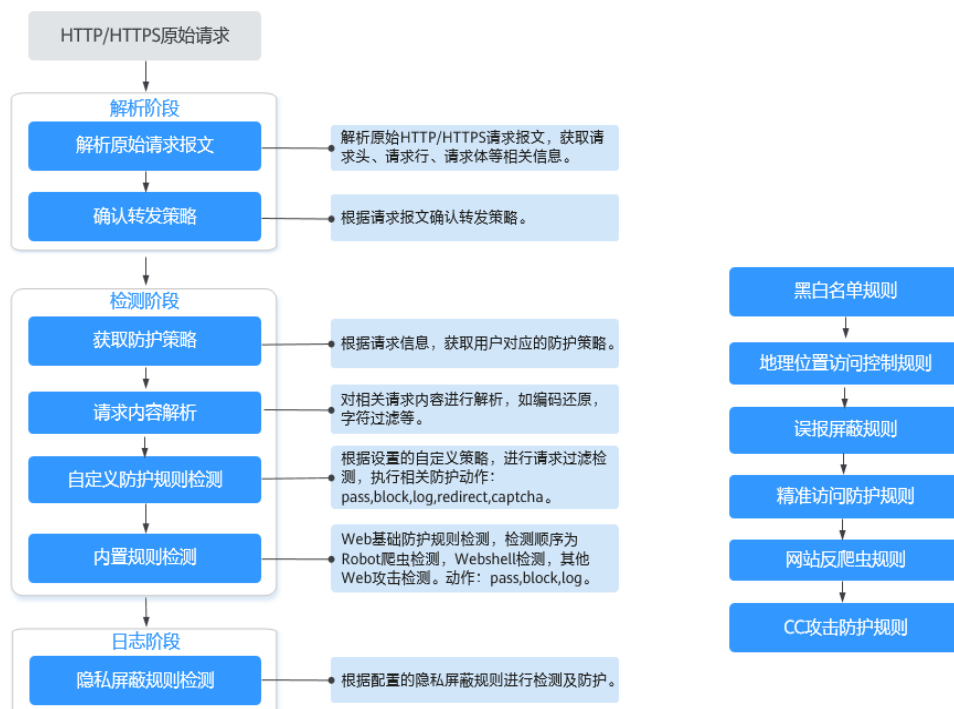 HTTP/HTTPS原始请求
解析阶段
解析原始请求报文
解析原始HTTP/HTTPS请求报文，获取请
求头、请求行、请求体等相关信息。
确认转发策略
根据请求报文确认转发策略。
检测阶段
获取防护策略
根据请求信息，获取用户对应的防护策略。
请求内容解析
对相关请求内容进行解析，如编码还原，
字符过滤等。
自定义防护规则检测
根据设置的自定义策略，进行请求过滤检
测，执行相关防护动作：
pass,block,log,redirect,captcha。
内置规则检测
Web基础防护规则检测，检测顺序为
Robot爬虫检测，Webshell检测，其他
Web攻击检测。动作：pass,block,log。
日志阶段
隐私屏蔽规则检测
根据配置的隐私屏蔽规则进行检测及防护。
黑白名单规则
地理位置访问控制规则
误报屏蔽规则
精准访问防护规则
网站反爬虫规则
CC攻击防护规则